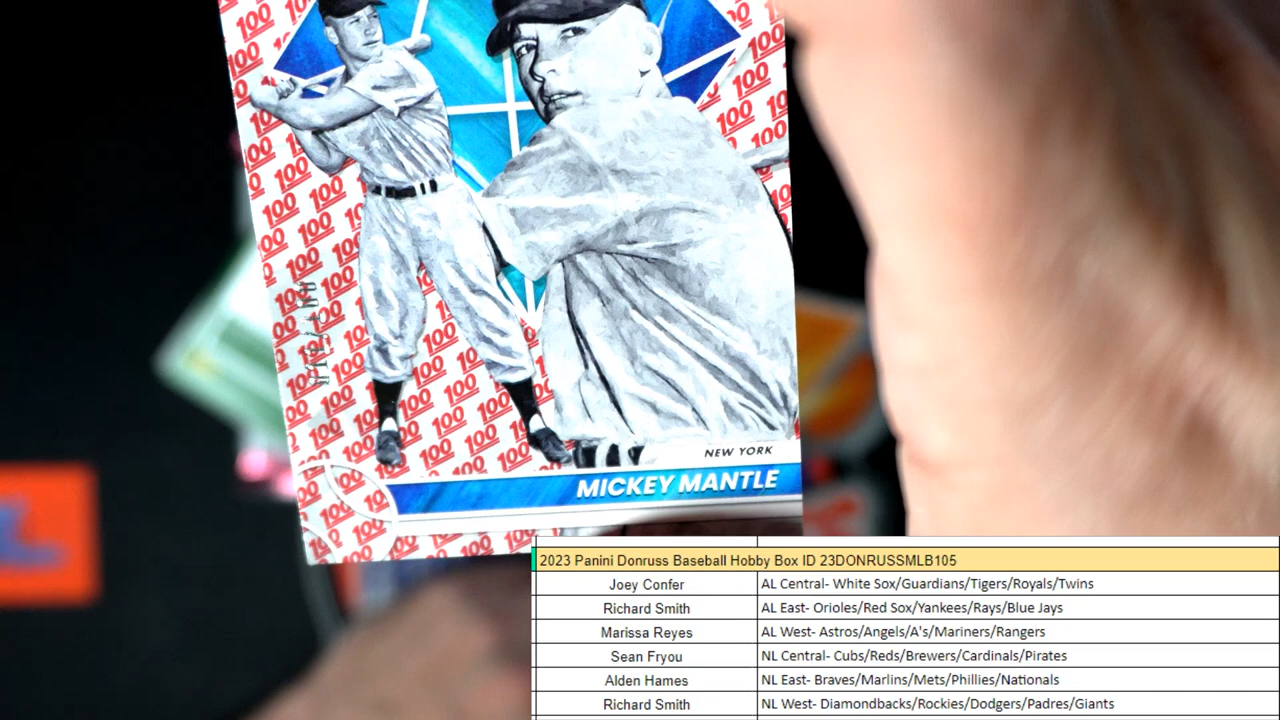 NEW YORK
MICKEY MANTLE
2023 Panini Donruss Baseball Hobby Box ID 23DONRUSSMLB105
Joey Confer AL Central- White Sox/Guardians/Tigers/Royals/Twins
Richard Smith AL East- Orioles/Red Sox/Yankees/Rays/Blue Jays
Marissa Reyes AL West- Astros/Angels/A's/Mariners/Rangers
Sean Fryou NL Central- Cubs/Reds/Brewers/Cardinals/Pirates
Alden Hames NL East- Braves/Marlins/Mets/Phillies/Nationals
Richard Smith NL West- Diamondbacks/Rockies/Dodgers/Padres/Giants